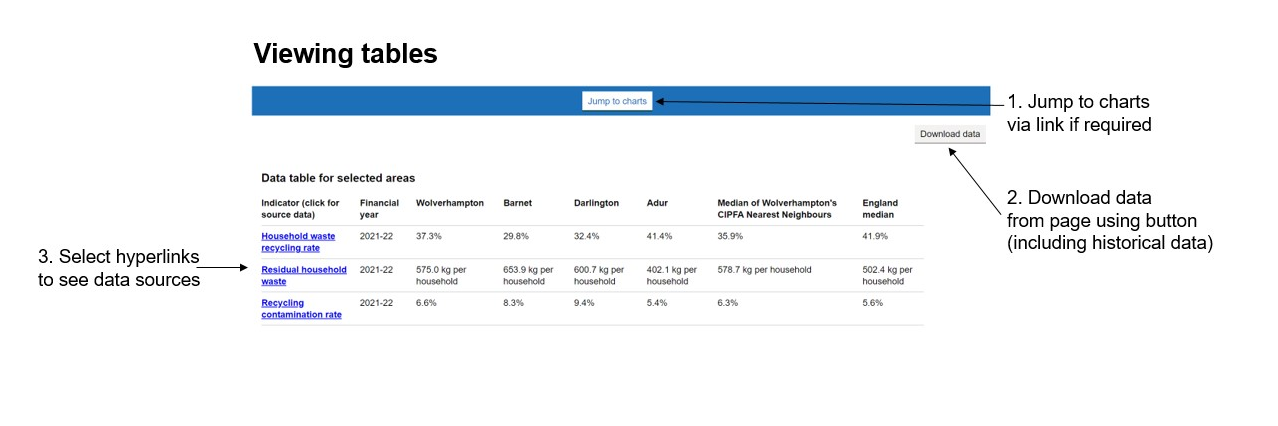 Viewing tables
Jump to charts
1. Jump to charts
via link if required
Download data
2. Download data
from page using button
(including historical data)
3. Select hyperlinks
to see data sources
Data table for selected areas
Indicator (click for source data) Financial year Wolverhampton Barnet Darlington Adur Median of Wolverhampton's CIPFA Nearest Neighbours England median
Household waste recycling rate 2021-22 37.3% 29.8% 32.4% 41.4% 35.9% 41.9%
Residual household waste 2021-22 575.0 kg per household 653.9 kg per household 600.7 kg per household 402.1 kg per household 578.7 kg per household 502.4 kg per household
Recycling contamination rate 2021-22 6.6% 8.3% 9.4% 5.4% 6.3% 5.6%